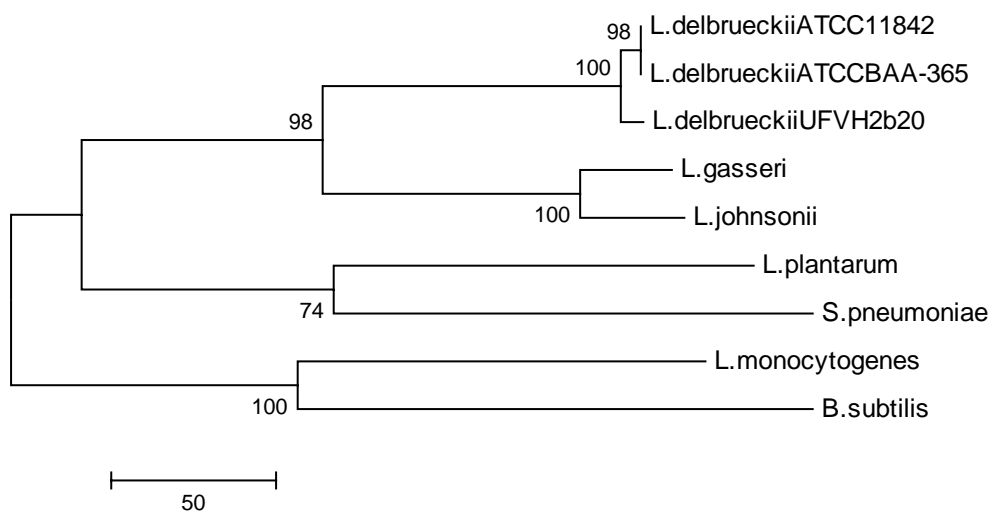 98
L.delbrueckiiATCC11842
100
L.delbrueckiiATCCBAA-365
98
L.delbrueckiiUFVH2b20
L.gasseri
100
L.johnsonii
L.plantarum
74
S.pneumoniae
L.monocytogenes
100
B.subtilis
50